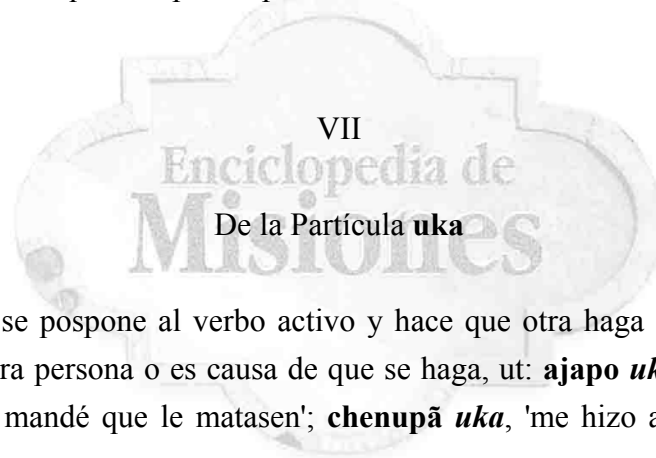 VII
Enciclopedia de
Misiones
De la Partícula uka
se pospone al verbo activo y hace que otra haga
ra persona o es causa de que se haga, ut: ajapo uk
mandé que le matasen'; chenupã uka, 'me hizo a